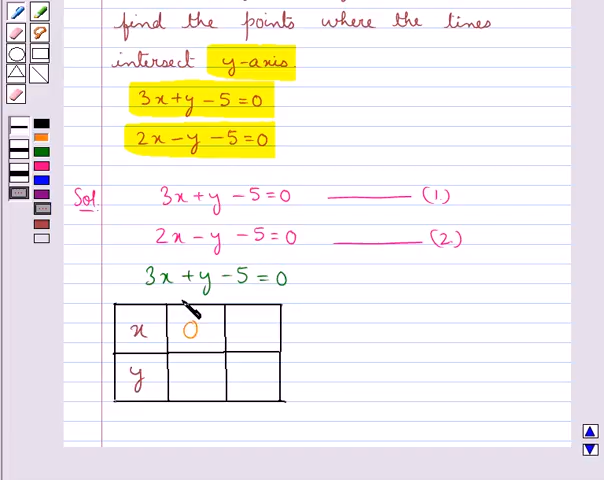 find the points where the lines
intersect y-axis.
3x+y-5=0
2x-y-5=0
Sol. 3x+y-5=0 (1.)
2x-y-5=0 (2.)
3x+y-5=0
x 0
y